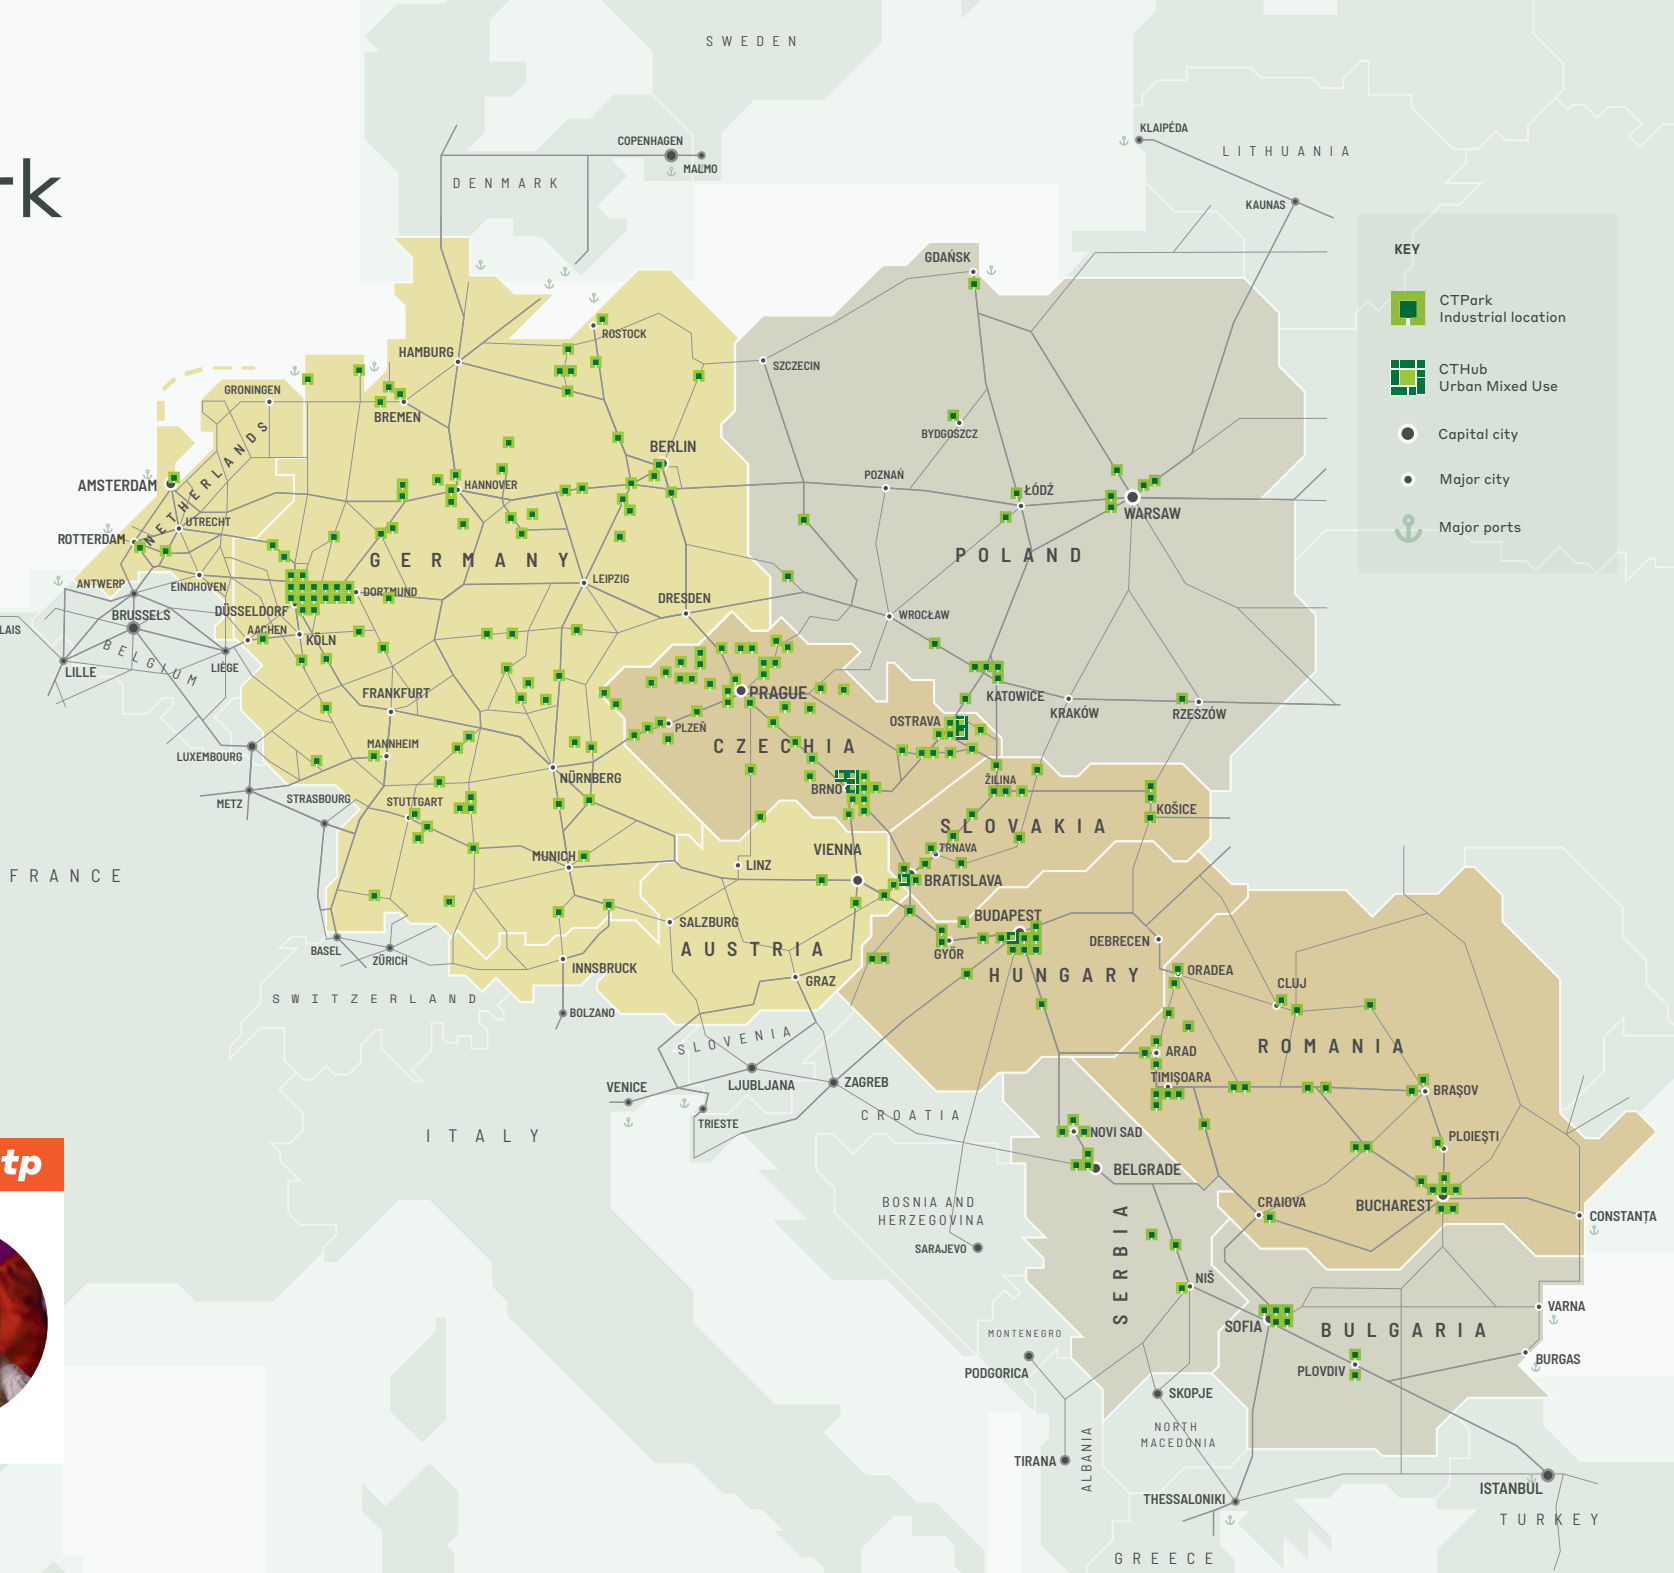 rk
tp
KEY
CTPark
Industrial location
CTHub
Urban Mixed Use
Capital city
Major city
Major ports
SWEDEN
COPENHAGEN
MALMO
DENMARK
KLAIPÉDA
LITHUANIA
KAUNAS
GDAŃSK
ROSTOCK
HAMBURG
SZCZECIN
GRONINGEN
BREMEN
BYDGOSZCZ
BERLIN
NETHERLANDS
AMSTERDAM
HANNOVER
POZNAŃ
ŁÓDŹ
WARSAW
UTRECHT
ROTTERDAM
GERMANY
POLAND
ANTWERP
EINDHOVEN
DORTMUND
LEIPZIG
DRESDEN
BRUSSELS
DÜSSELDORF
WROCŁAW
LAIS
AACHEN
KÖLN
BELGIUM
LILLE
LIÈGE
FRANKFURT
PRAGUE
KATOWICE
KRAKÓW
RZESZÓW
PLZEŇ
OSTRAVA
CZECHIA
LUXEMBOURG
MANNHEIM
NÜRNBERG
ŽILINA
BRNO
METZ
STRASBOURG
STUTTGART
KOŠICE
SLOVAKIA
TRNAVA
VIENNA
MUNICH
LINZ
FRANCE
BRATISLAVA
BUDAPEST
SALZBURG
AUSTRIA
DEBRECEN
GYŐR
BASEL
ZÜRICH
INNSBRUCK
GRAZ
HUNGARY
ORADEA
CLUJ
SWITZERLAND
BOLZANO
SLOVENIA
ROMANIA
ARAD
TIMIŞOARA
BRAŞOV
VENICE
LJUBLJANA
ZAGREB
TRIESTE
CROATIA
NOVI SAD
PLOIEŞTI
ITALY
BELGRADE
BOSNIA AND
HERZEGOVINA
SARAJEVO
CRAIOVA
BUCHAREST
CONSTANȚA
SERBIA
NIŠ
VARNA
SOFIA
BULGARIA
MONTENEGRO
PODGORICA
PLOVDIV
BURGAS
SKOPJE
NORTH
MACEDONIA
TIRANA
ALBANIA
THESSALONIKI
ISTANBUL
TURKEY
GREECE